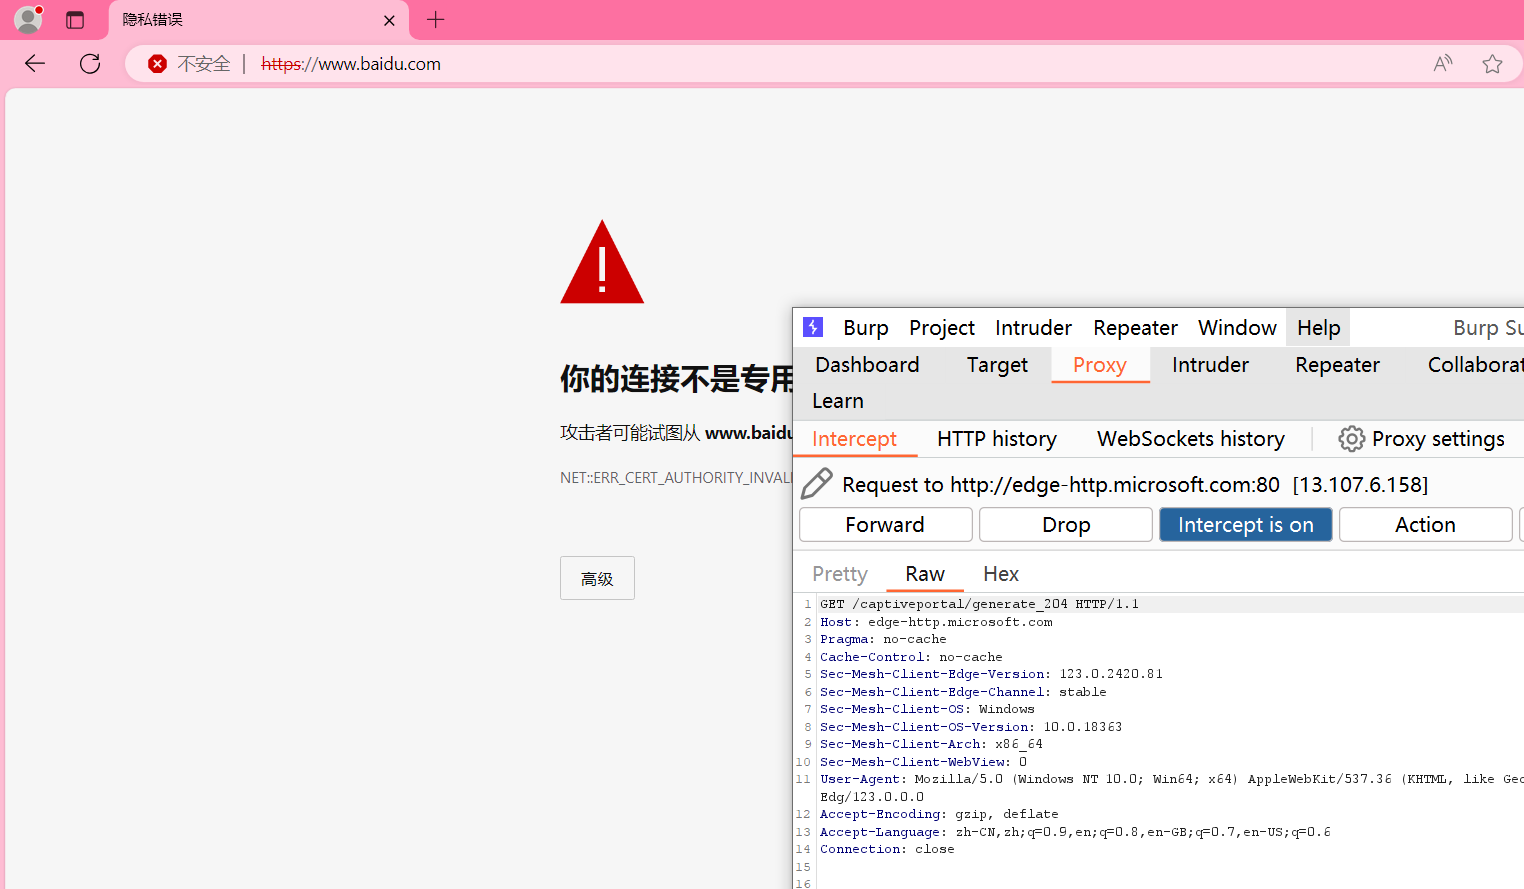 隐私错误
不安全 | https://www.baidu.com
你的连接不是专用
攻击者可能试图从 www.baidu
NET::ERR_CERT_AUTHORITY_INVALI
高级
Burp Project Intruder Repeater Window Help Burp Su
Dashboard Target Proxy Intruder Repeater Collaborat
Learn
Intercept HTTP history WebSockets history Proxy settings
Request to http://edge-http.microsoft.com:80 [13.107.6.158]
Forward Drop Intercept is on Action
Pretty Raw Hex
1 GET /captiveportal/generate_204 HTTP/1.1
2 Host: edge-http.microsoft.com
3 Pragma: no-cache
4 Cache-Control: no-cache
5 Sec-Mesh-Client-Edge-Version: 123.0.2420.81
6 Sec-Mesh-Client-Edge-Channel: stable
7 Sec-Mesh-Client-OS: Windows
8 Sec-Mesh-Client-OS-Version: 10.0.18363
9 Sec-Mesh-Client-Arch: x86_64
10 Sec-Mesh-Client-WebView: 0
11 User-Agent: Mozilla/5.0 (Windows NT 10.0; Win64; x64) AppleWebKit/537.36 (KHTML, like Gec
Edg/123.0.0.0
12 Accept-Encoding: gzip, deflate
13 Accept-Language: zh-CN,zh;q=0.9,en;q=0.8,en-GB;q=0.7,en-US;q=0.6
14 Connection: close
15
16